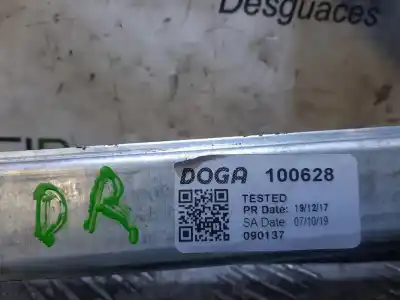 Desguaces
DR
DOGA 100628
TESTED
PR Date: 19/12/17
SA Date: 07/10/19
090137